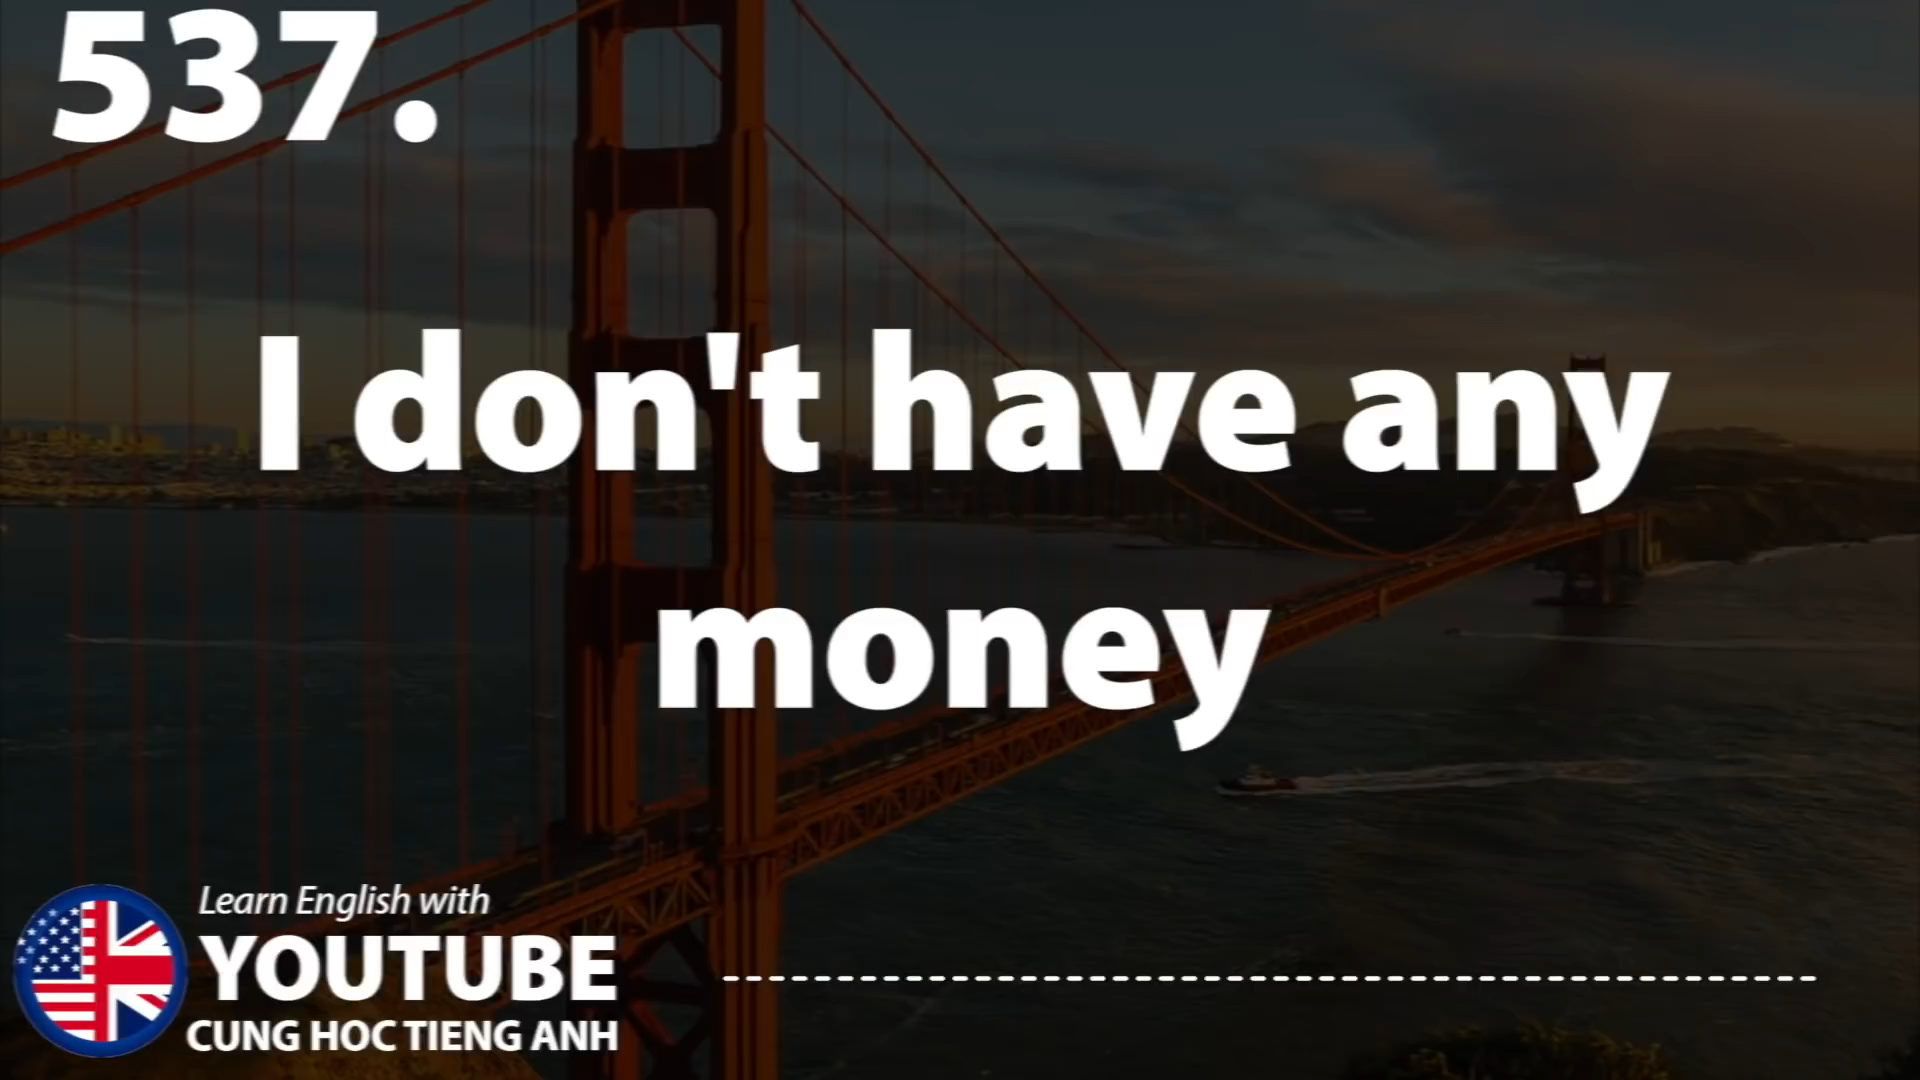 537.
I don't have any
money
Learn English with
YOUTUBE
CUNG HOC TIENG ANH